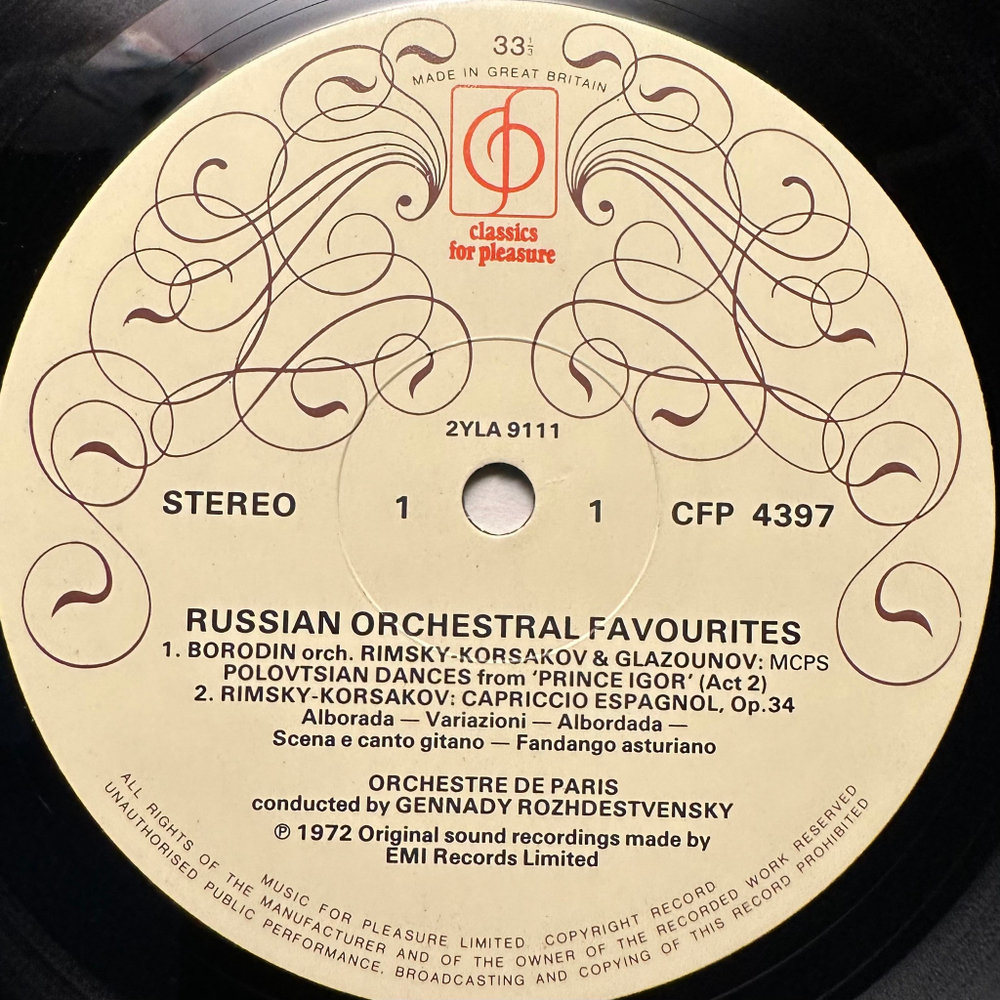 33⅓
MADE IN GREAT BRITAIN
classics
for pleasure
2YLA 9111
STEREO 1 1 CFP 4397
RUSSIAN ORCHESTRAL FAVOURITES
1. BORODIN orch. RIMSKY-KORSAKOV & GLAZOUNOV: MCPS
POLOVTSIAN DANCES from ‘PRINCE IGOR’ (Act 2)
2. RIMSKY-KORSAKOV: CAPRICCIO ESPAGNOL, Op.34
Alborada — Variazioni — Albordada —
Scena e canto gitano — Fandango asturiano
ORCHESTRE DE PARIS
conducted by GENNADY ROZHDESTVENSKY
℗ 1972 Original sound recordings made by
EMI Records Limited
MUSIC FOR PLEASURE LIMITED. COPYRIGHT RECORD
ALL RIGHTS OF THE MANUFACTURER AND OF THE OWNER OF THE RECORDED WORK RESERVED
UNAUTHORISED PUBLIC PERFORMANCE, BROADCASTING AND COPYING OF THIS RECORD PROHIBITED